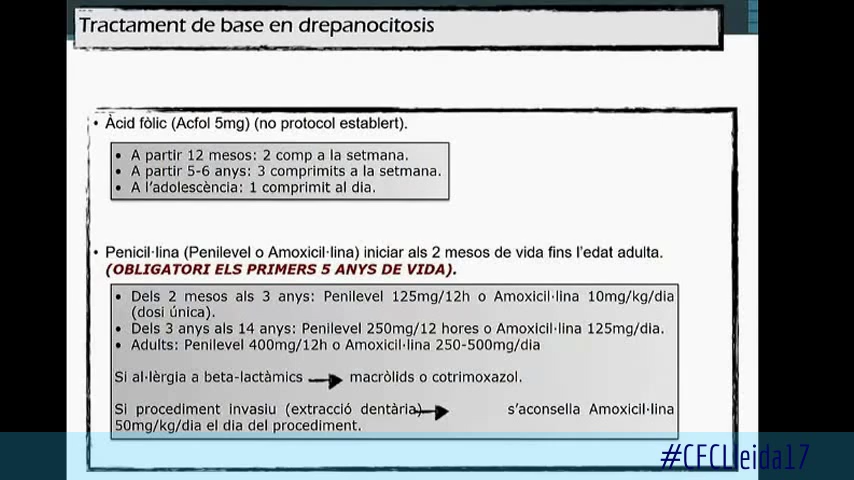 Tractament de base en drepanocitosis
• Àcid fòlic (Acfol 5mg) (no protocol establert).
• A partir 12 mesos: 2 comp a la setmana.
• A partir 5-6 anys: 3 comprimits a la setmana.
• A l'adolescència: 1 comprimit al dia.
• Penicil·lina (Penilevel o Amoxicil·lina) iniciar als 2 mesos de vida fins l'edat adulta.
(OBLIGATORI ELS PRIMERS 5 ANYS DE VIDA).
• Dels 2 mesos als 3 anys: Penilevel 125mg/12h o Amoxicil·lina 10mg/kg/dia
(dosi única).
• Dels 3 anys als 14 anys: Penilevel 250mg/12 hores o Amoxicil·lina 125mg/dia.
• Adults: Penilevel 400mg/12h o Amoxicil·lina 250-500mg/dia
Si al·lèrgia a beta-lactàmics macròlids o cotrimoxazol.
Si procediment invasiu (extracció dentària) s'aconsella Amoxicil·lina
50mg/kg/dia el dia del procediment.
#CFCLleida17